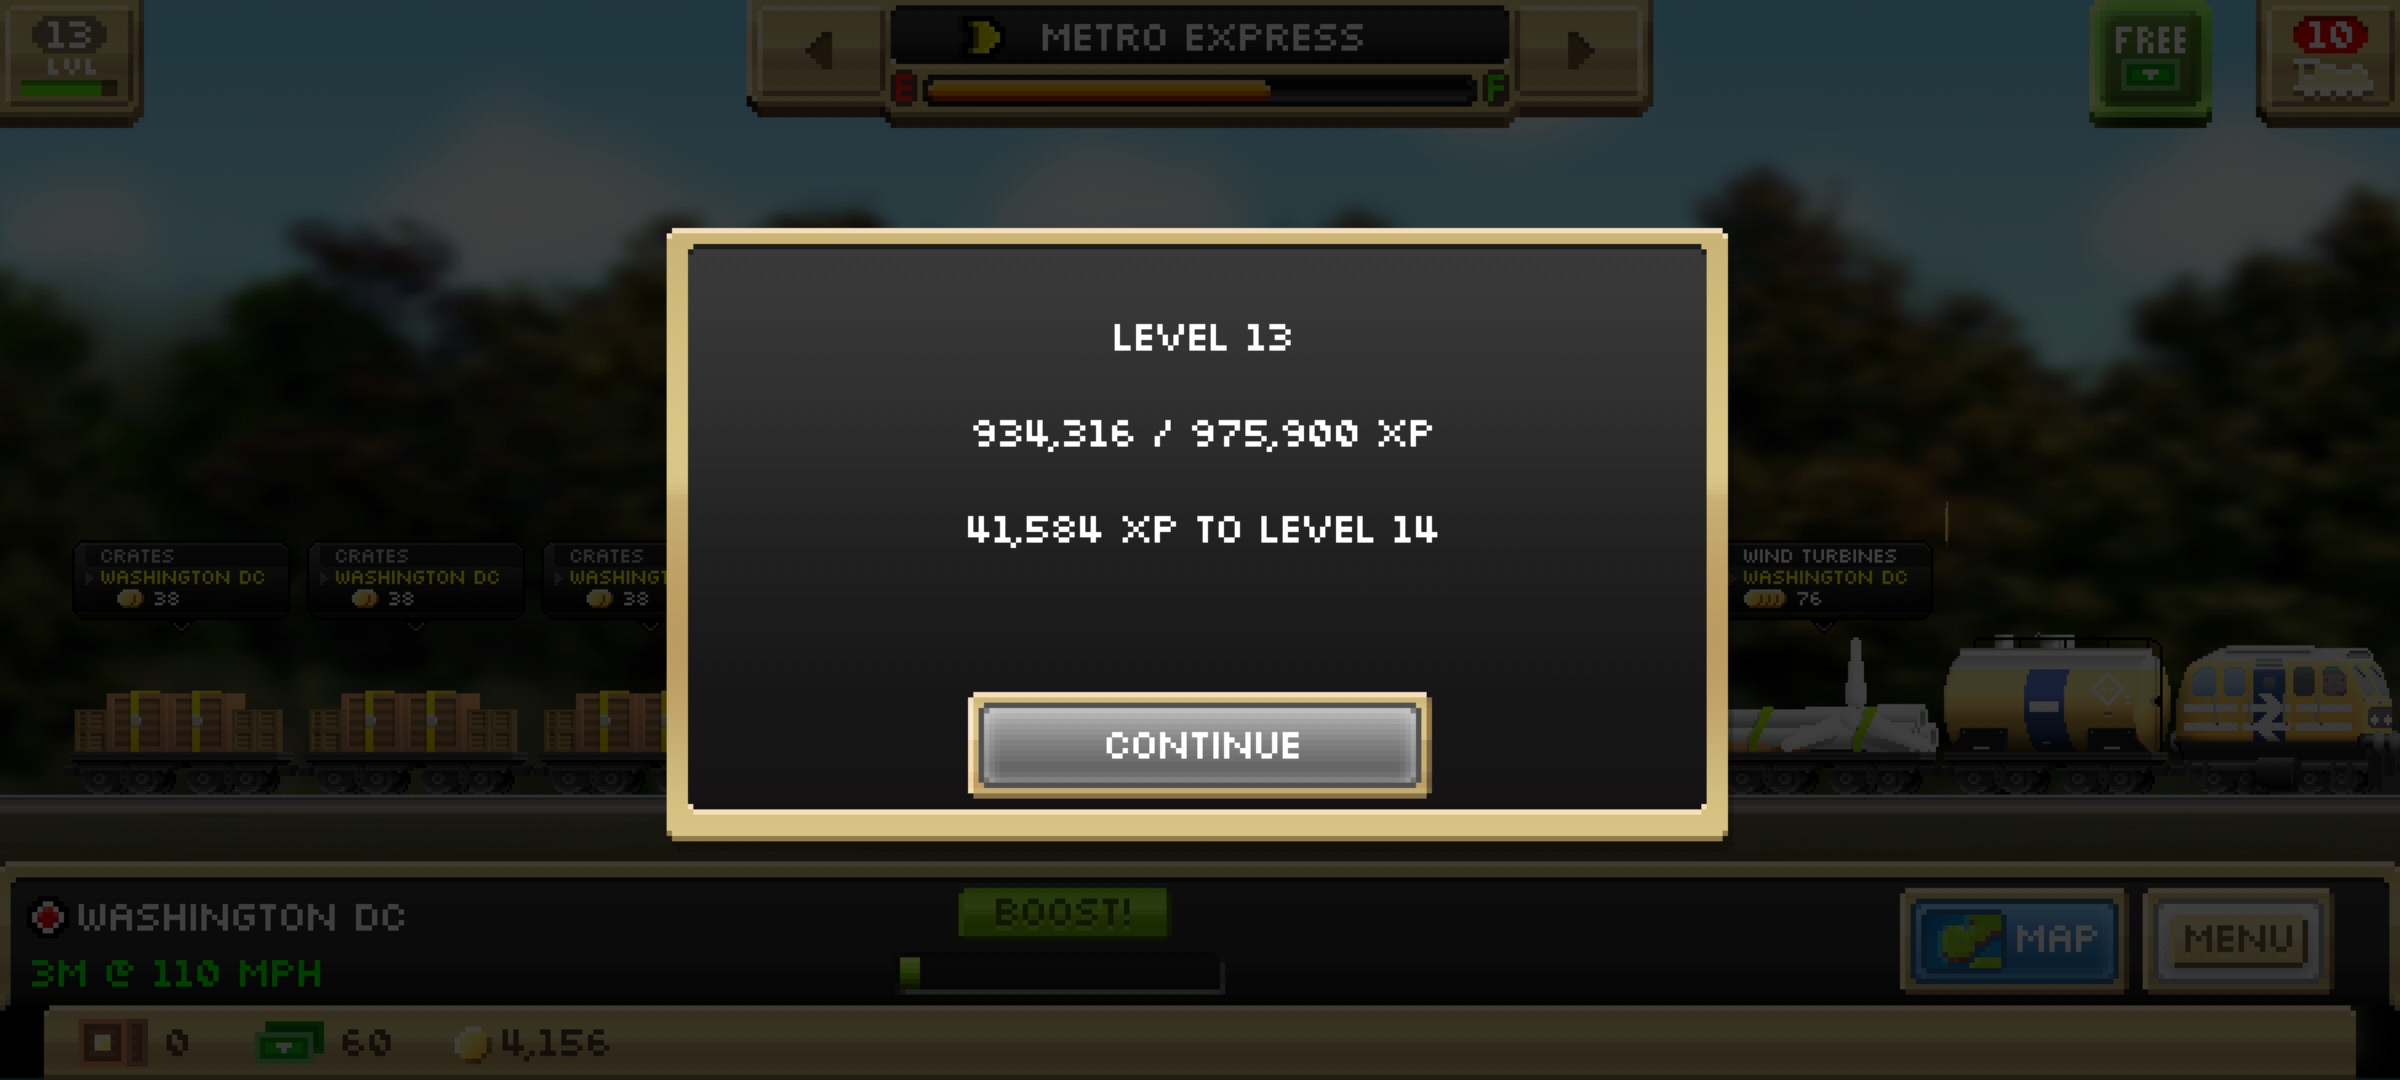 13
LVL
METRO EXPRESS
E F
FREE
10
LEVEL 13
934,316 / 975,900 XP
41,584 XP TO LEVEL 14
CONTINUE
CRATES
WASHINGTON DC
38
CRATES
WASHINGTON DC
38
CRATES
WASHINGT
38
WIND TURBINES
WASHINGTON DC
76
WASHINGTON DC
3M @ 110 MPH
BOOST!
MAP
MENU
0 60 4,156